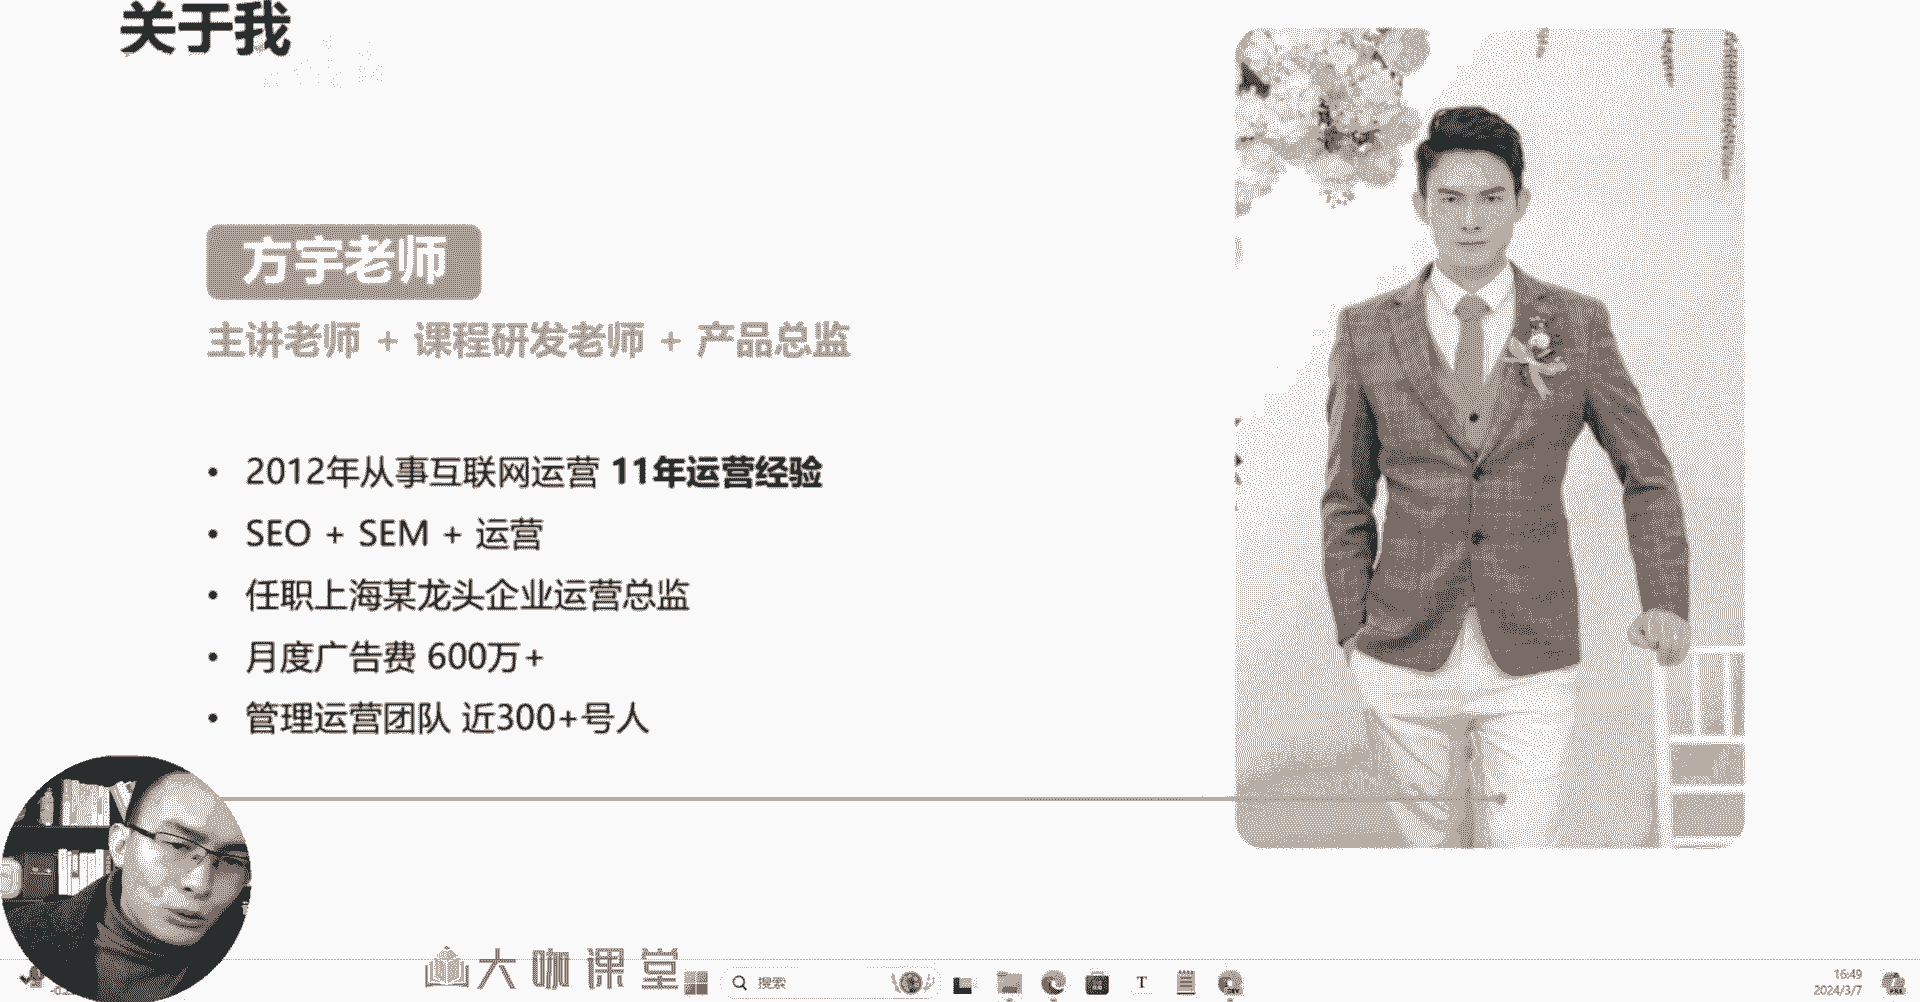 关于我
方宇老师
主讲老师 + 课程研发老师 + 产品总监
• 2012年从事互联网运营 11年运营经验
• SEO + SEM + 运营
• 任职上海某龙头企业运营总监
• 月度广告费 600万+
• 管理运营团队 近300+号人
大咖课堂
搜索
T
16:49
2024/3/7